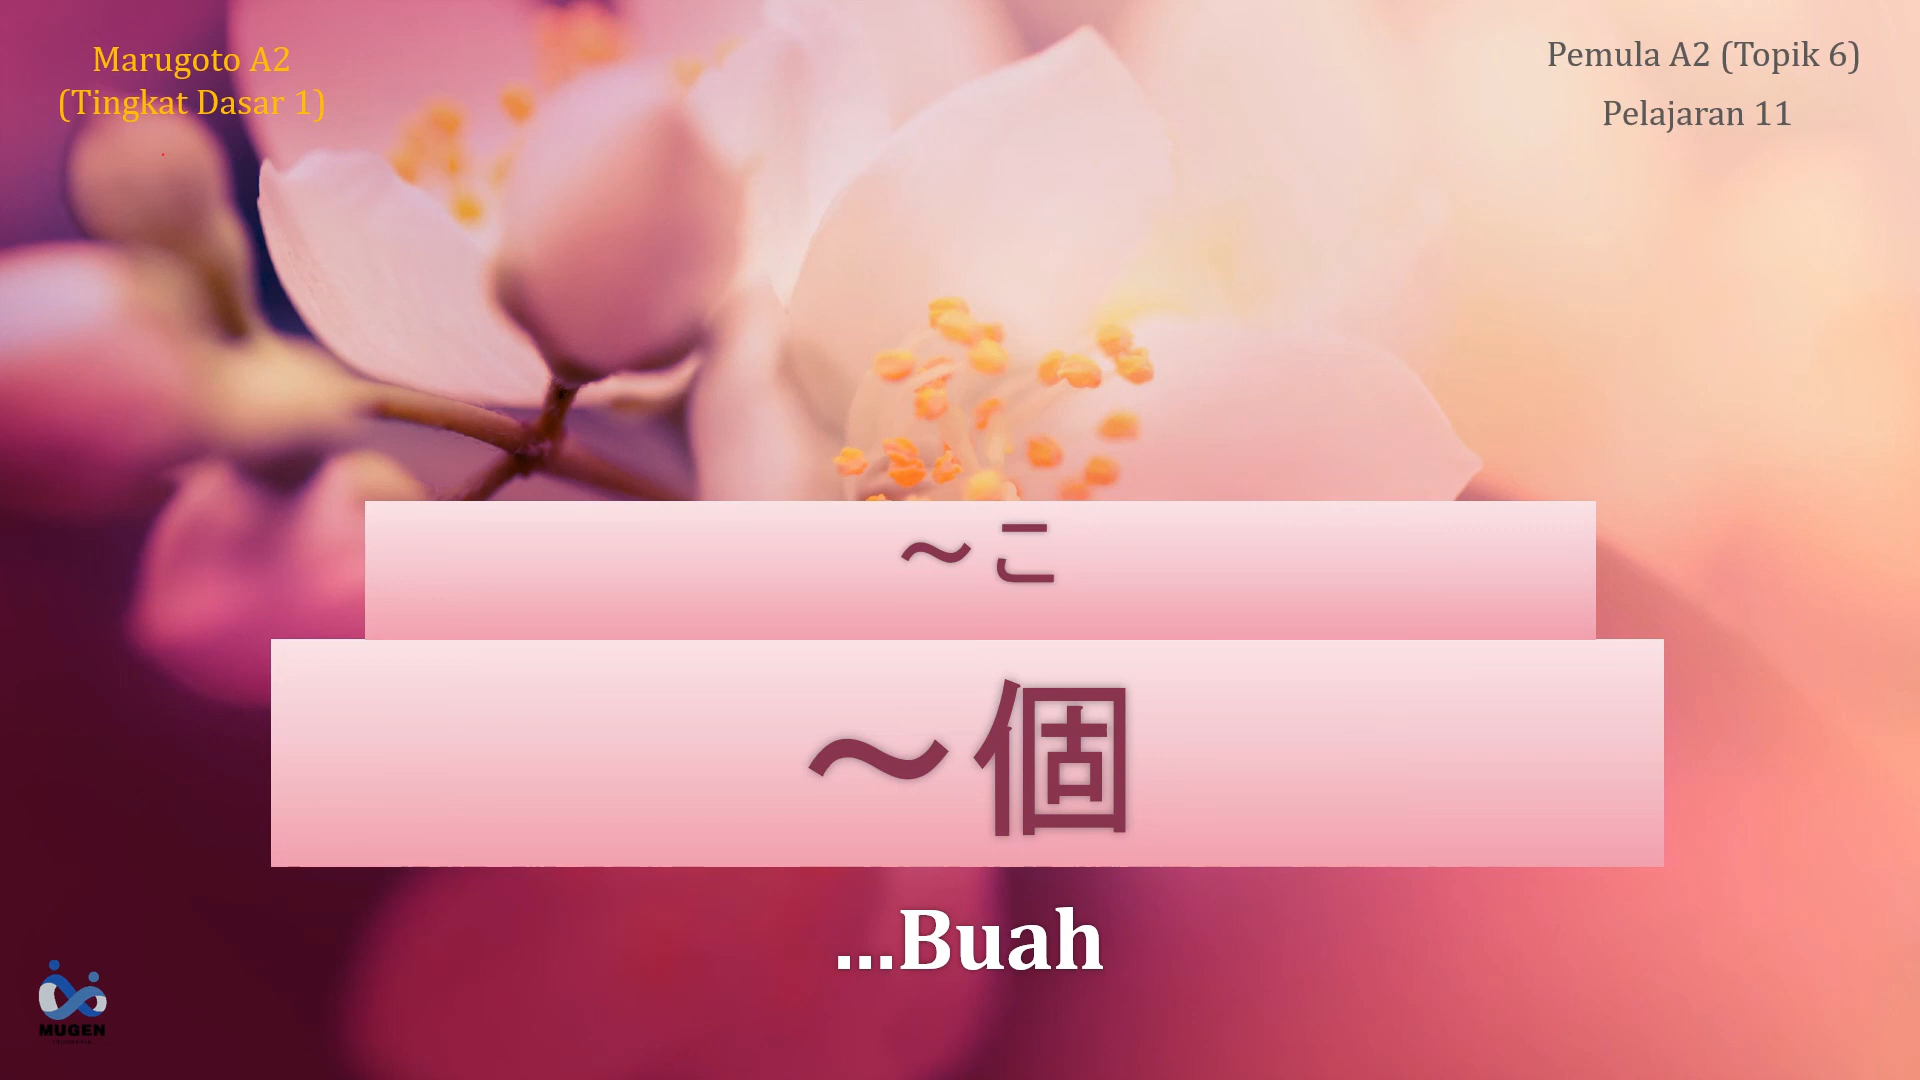 Marugoto A2
(Tingkat Dasar 1)
Pemula A2 (Topik 6)
Pelajaran 11
～こ
～個
...Buah
MUGEN